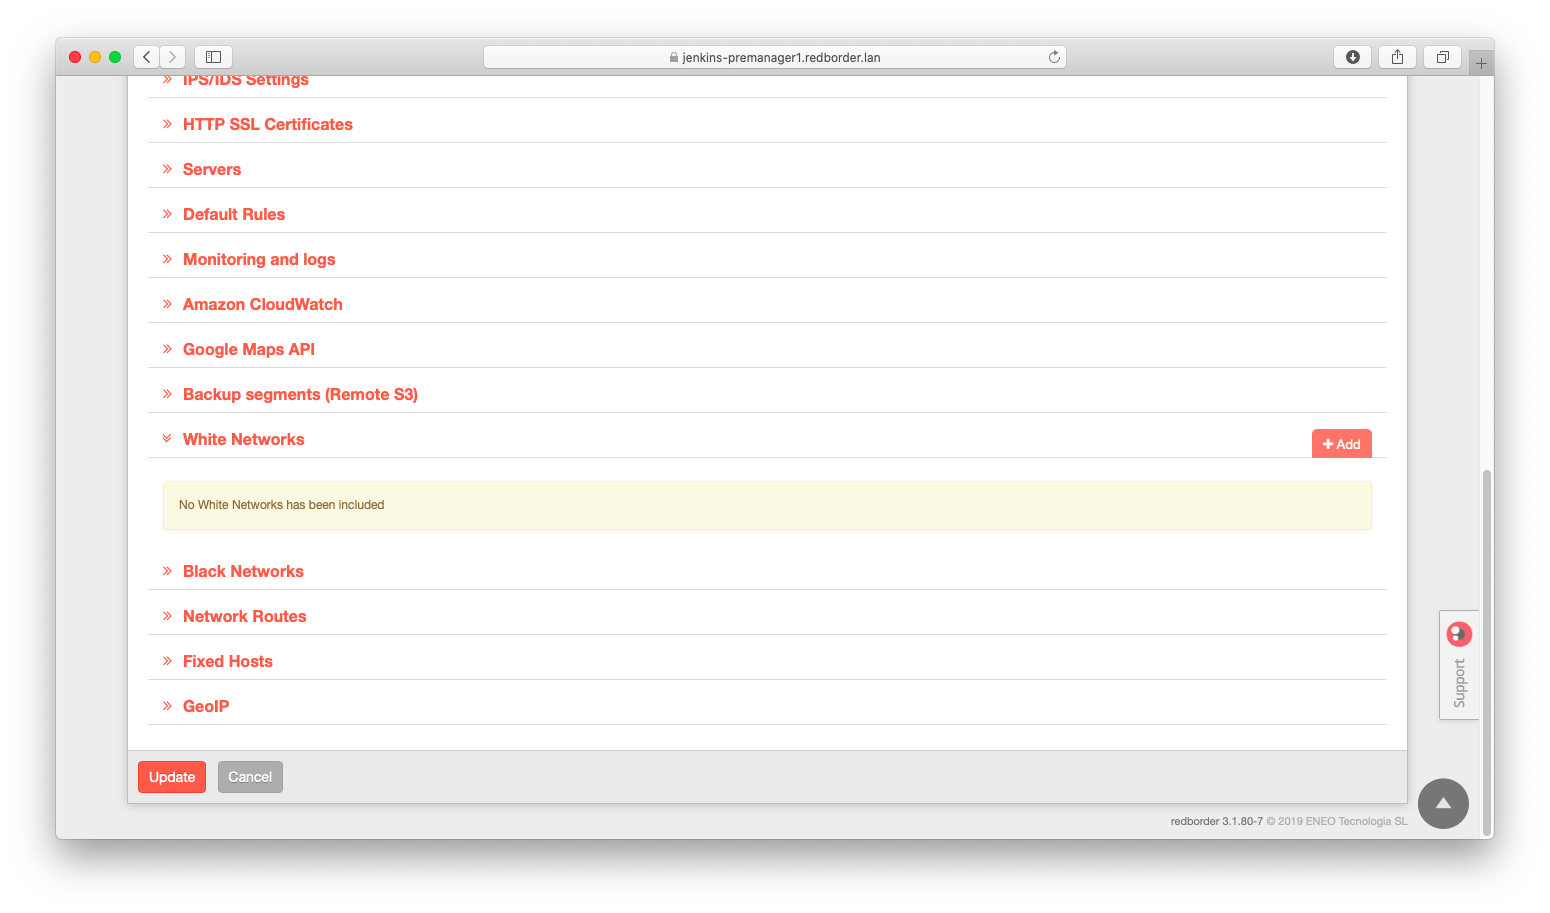 jenkins-premanager1.redborder.lan
IPS/IDS Settings
HTTP SSL Certificates
Servers
Default Rules
Monitoring and logs
Amazon CloudWatch
Google Maps API
Backup segments (Remote S3)
White Networks
Add
No White Networks has been included
Black Networks
Network Routes
Fixed Hosts
GeoIP
Support
Update Cancel
redborder 3.1.80-7 © 2019 ENEO Tecnologia SL